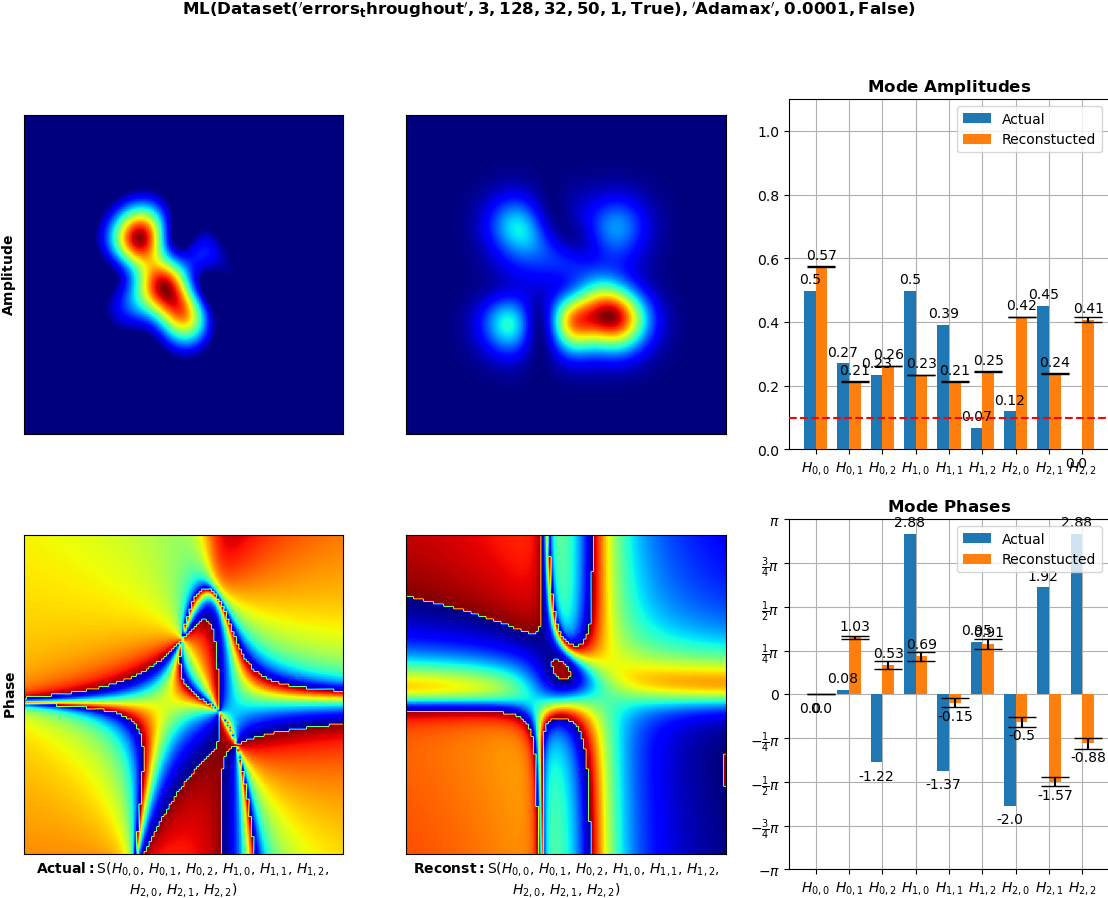 ML(Dataset('errors_throughout', 3, 128, 32, 50, 1, True), 'Adamax', 0.0001, False)
Amplitude
Mode Amplitudes
Actual
Reconstucted
1.0
0.8
0.6
0.4
0.2
0.0
0.5 0.57
0.27 0.21
0.23 0.26
0.5 0.23
0.39 0.21
0.07 0.25
0.12 0.42
0.45 0.24
0.0 0.41
H0,0 H0,1 H0,2 H1,0 H1,1 H1,2 H2,0 H2,1 H2,2
Phase
Actual: S(H0,0, H0,1, H0,2, H1,0, H1,1, H1,2,
H2,0, H2,1, H2,2)
Reconst: S(H0,0, H0,1, H0,2, H1,0, H1,1, H1,2,
H2,0, H2,1, H2,2)
Mode Phases
Actual
Reconstucted
π
3/4π
1/2π
1/4π
0
−1/4π
−1/2π
−3/4π
−π
0.0 0.0
0.08 1.03
-1.22 0.53
2.88 0.69
-1.37 -0.15
0.95 0.91
-2.0 -0.5
1.92 -1.57
2.88 -0.88
H0,0 H0,1 H0,2 H1,0 H1,1 H1,2 H2,0 H2,1 H2,2